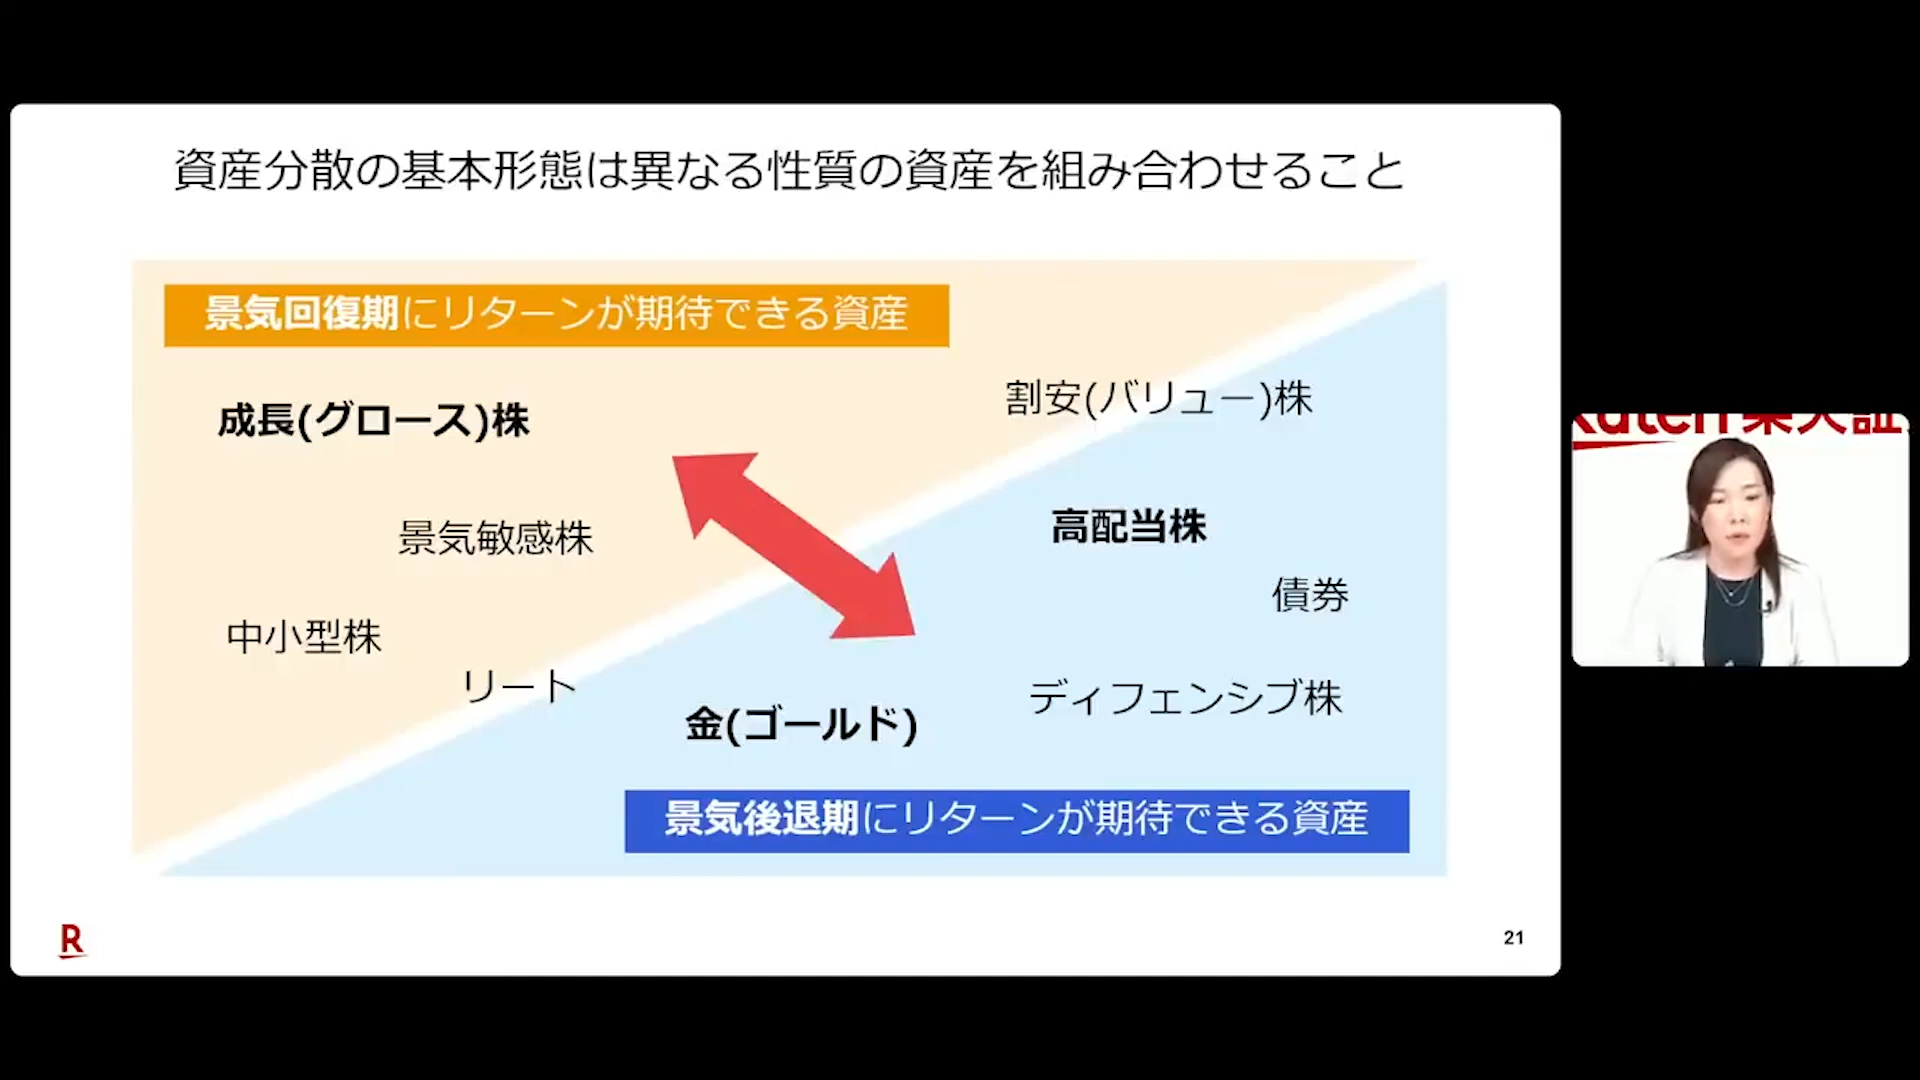 資産分散の基本形態は異なる性質の資産を組み合わせること
景気回復期にリターンが期待できる資産
成長(グロース)株
割安(バリュー)株
景気敏感株
高配当株
債券
中小型株
リート
ディフェンシブ株
金(ゴールド)
景気後退期にリターンが期待できる資産
R
21